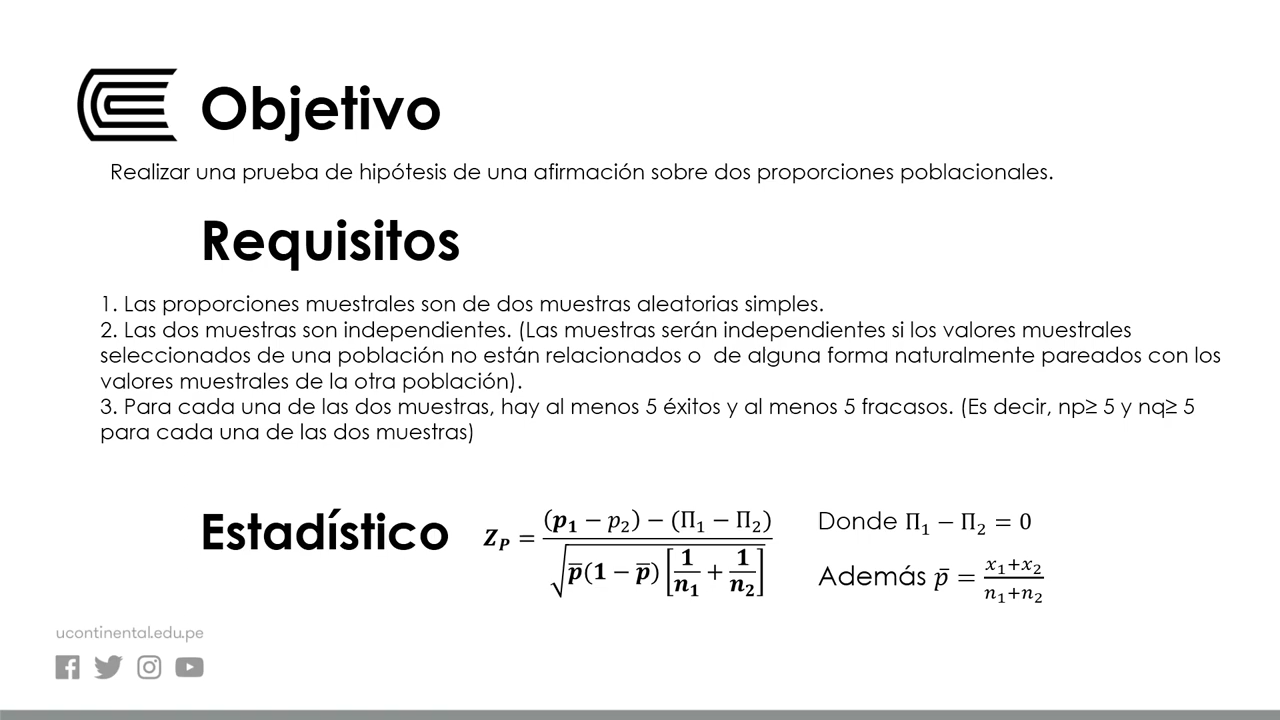 Objetivo
Realizar una prueba de hipótesis de una afirmación sobre dos proporciones poblacionales.
Requisitos
1. Las proporciones muestrales son de dos muestras aleatorias simples.
2. Las dos muestras son independientes. (Las muestras serán independientes si los valores muestrales
seleccionados de una población no están relacionados o  de alguna forma naturalmente pareados con los
valores muestrales de la otra población).
3. Para cada una de las dos muestras, hay al menos 5 éxitos y al menos 5 fracasos. (Es decir, np≥ 5 y nq≥ 5
para cada una de las dos muestras)
Estadístico Z_P = ((p_1 − p_2) − (Π_1 − Π_2)) / √(p̅(1 − p̅)[1/n_1 + 1/n_2])
Donde Π_1 − Π_2 = 0
Además p̅ = (x_1+x_2)/(n_1+n_2)
ucontinental.edu.pe